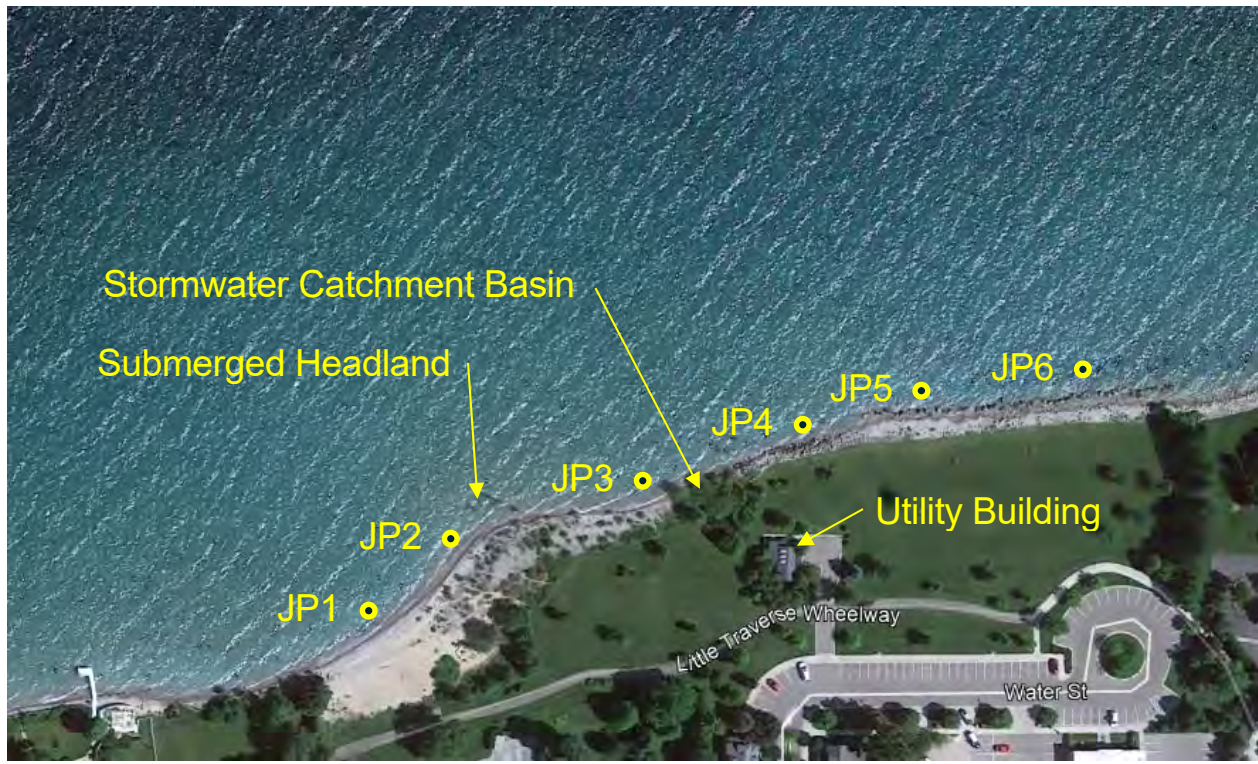 Stormwater Catchment Basin
Submerged Headland
JP6
JP5
JP4
JP3
JP2
Utility Building
JP1
Little Traverse Wheelway
Water St